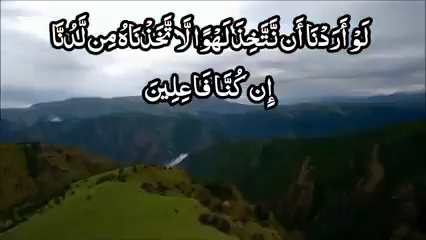 لَوْ أَرَدْنَا أَن نَّتَّخِذَ لَهْوًا لَّاتَّخَذْنَاهُ مِن لَّدُنَّا
إِن كُنَّا فَاعِلِينَ